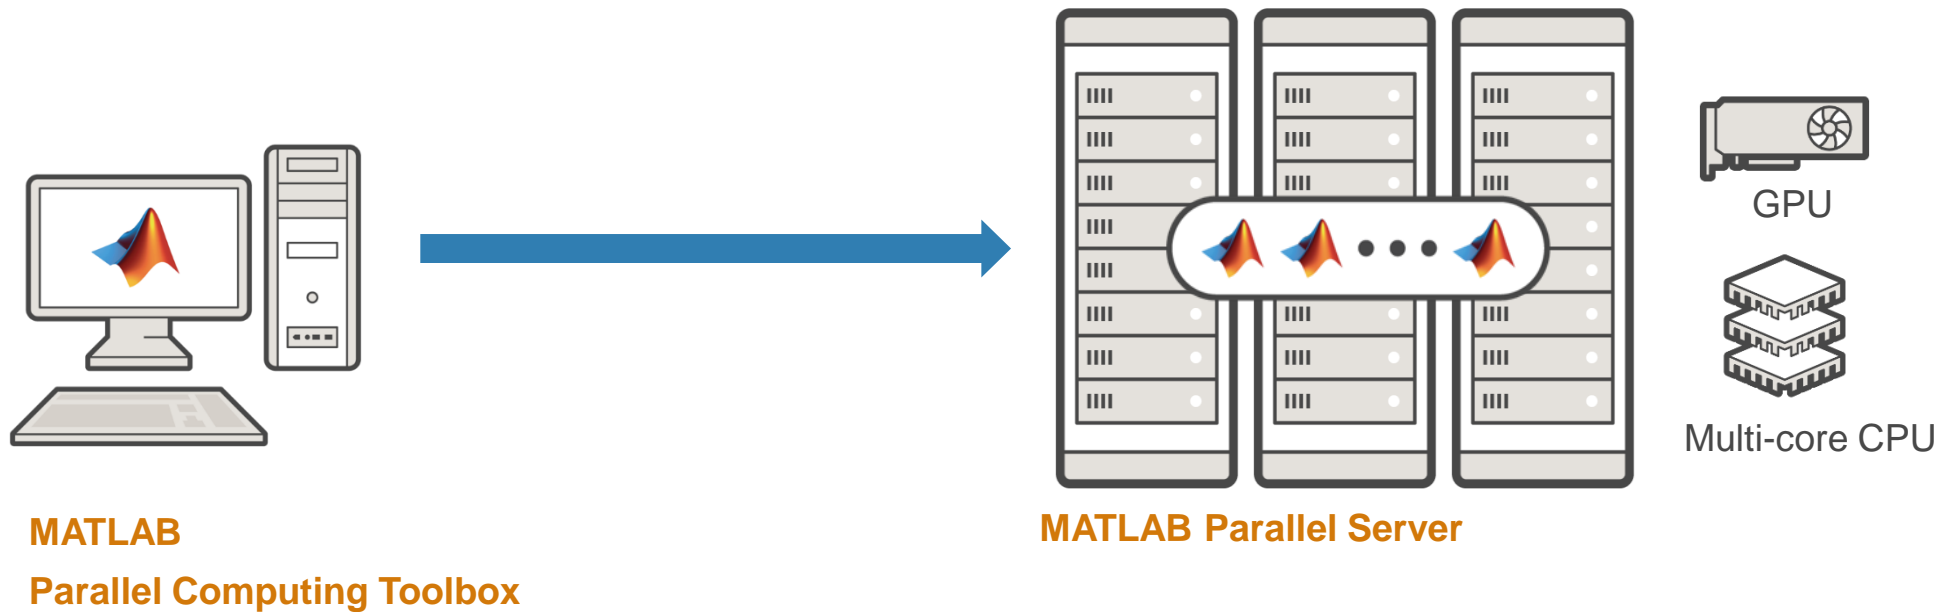 MATLAB
Parallel Computing Toolbox
MATLAB Parallel Server
GPU
Multi-core CPU